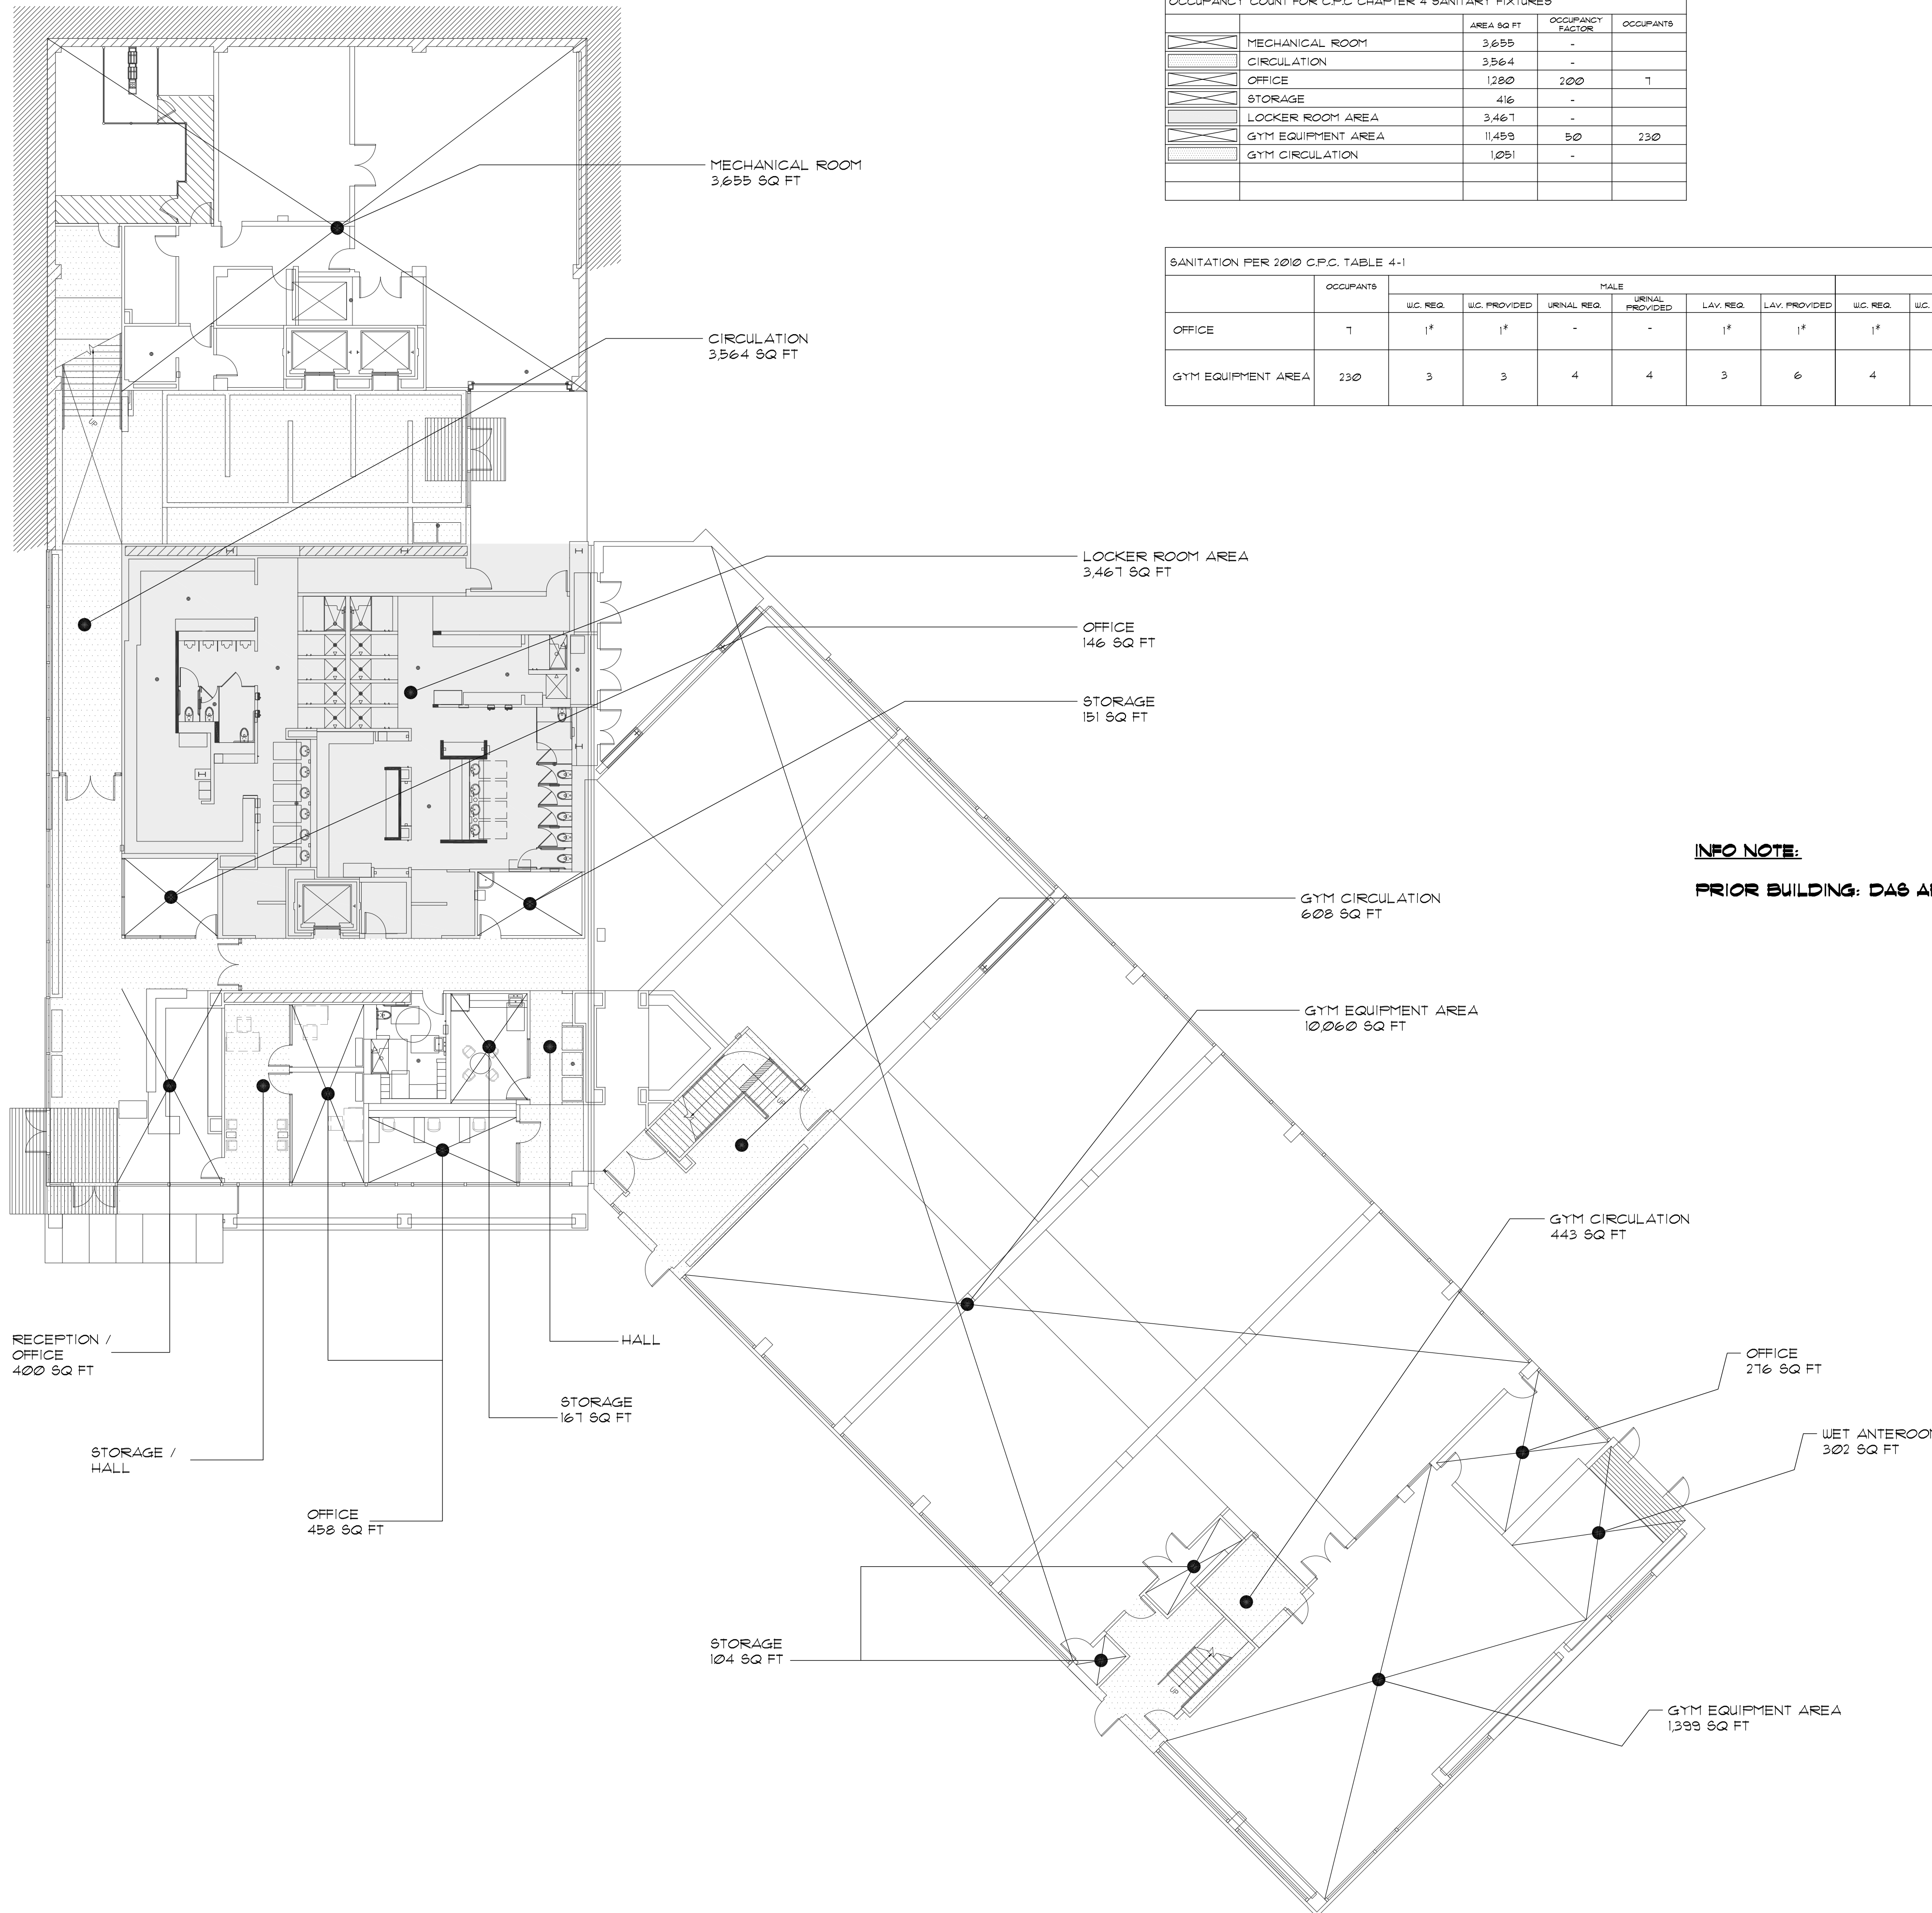 OCCUPANCY COUNT FOR C.P.C CHAPTER 4 SANITARY FIXTURES
AREA SQ FT OCCUPANCY FACTOR OCCUPANTS
MECHANICAL ROOM 3,655 -
CIRCULATION 3,564 -
OFFICE 1,280 200 7
STORAGE 416 -
LOCKER ROOM AREA 3,467 -
GYM EQUIPMENT AREA 11,459 50 230
GYM CIRCULATION 1,051 -
SANITATION PER 2010 C.P.C. TABLE 4-1
OCCUPANTS MALE
W.C. REQ. W.C. PROVIDED URINAL REQ. URINAL PROVIDED LAV. REQ. LAV. PROVIDED W.C. REQ. W.C.
OFFICE 7 1* 1* - - 1* 1* 1*
GYM EQUIPMENT AREA 230 3 3 4 4 3 6 4
MECHANICAL ROOM
3,655 SQ FT
CIRCULATION
3,564 SQ FT
UP
LOCKER ROOM AREA
3,467 SQ FT
OFFICE
146 SQ FT
STORAGE
151 SQ FT
INFO NOTE:
PRIOR BUILDING: DAS
GYM CIRCULATION
608 SQ FT
GYM EQUIPMENT AREA
10,060 SQ FT
UP
GYM CIRCULATION
443 SQ FT
RECEPTION /
OFFICE
400 SQ FT
HALL
OFFICE
276 SQ FT
STORAGE
167 SQ FT
WET
302 SQ FT
STORAGE /
HALL
OFFICE
458 SQ FT
STORAGE
104 SQ FT
UP
GYM EQUIPMENT AREA
1,399 SQ FT